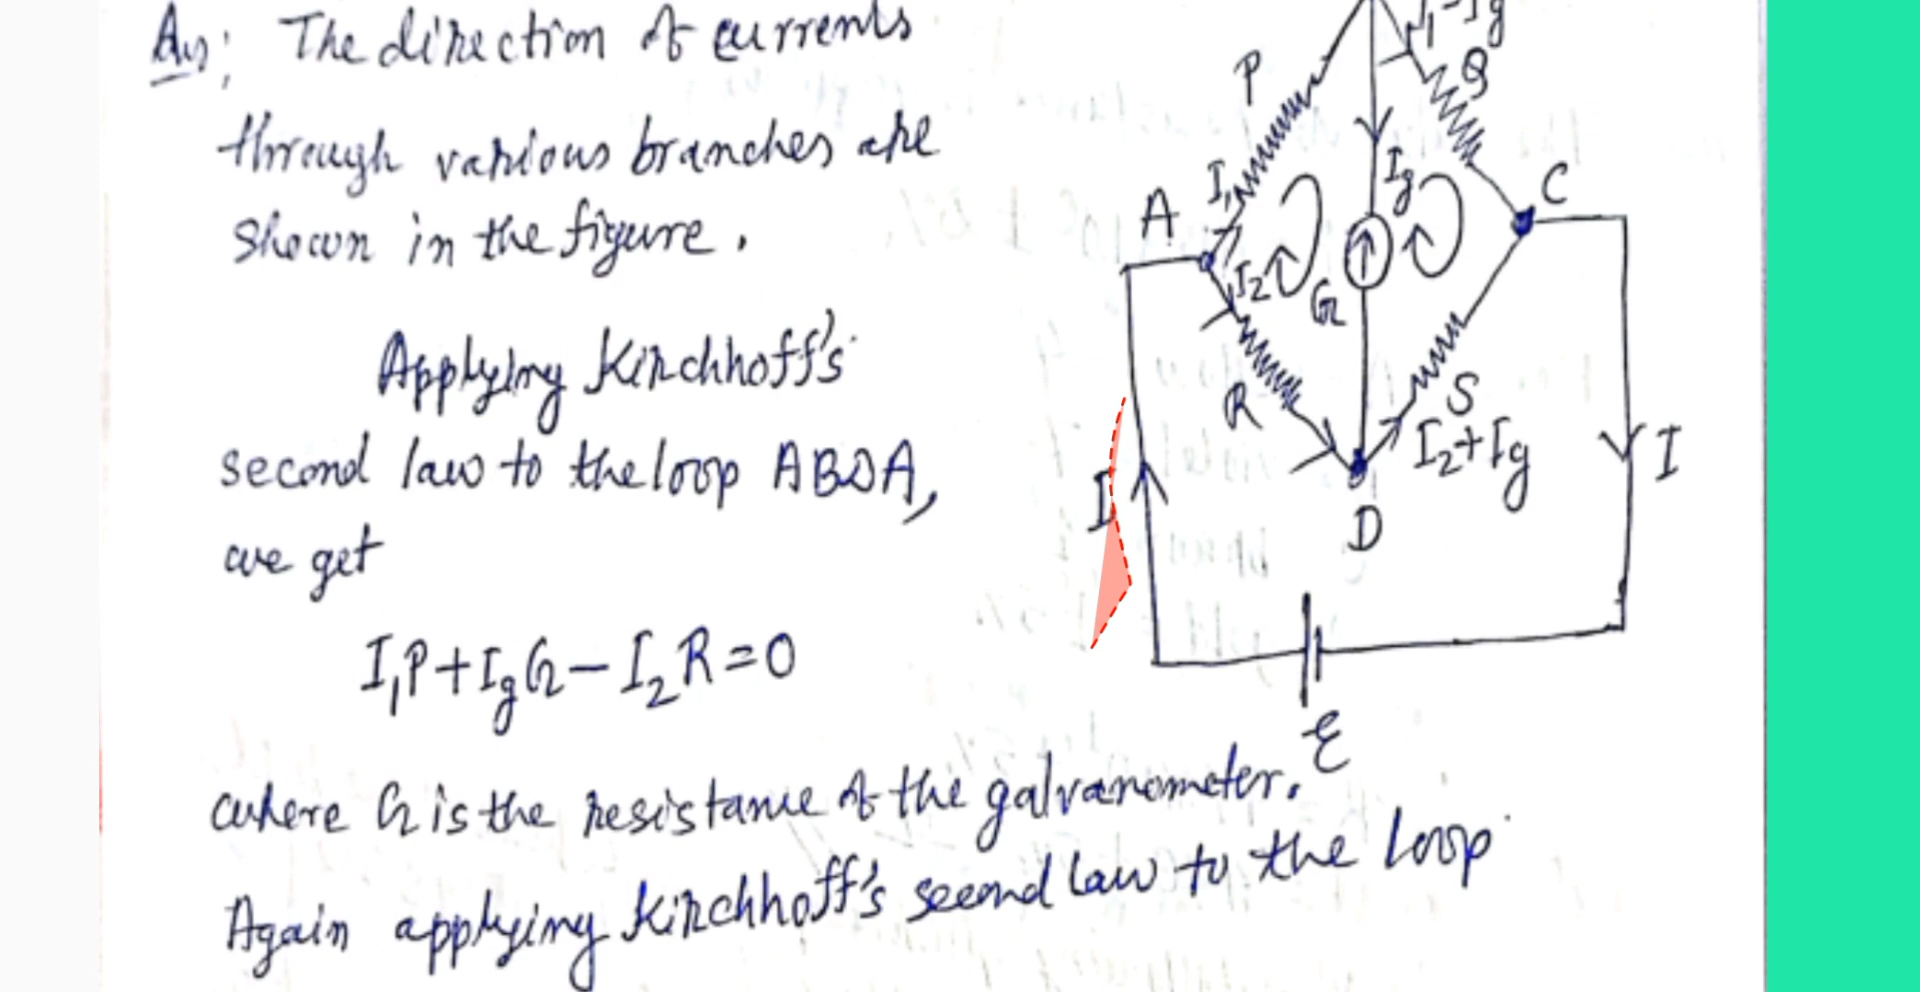 Ans: The direction of currents
through various branches are
shown in the figure.
Applying Kirchhoff's
second law to the loop ABDA,
we get
I₁P+IgG−I₂R=0
where G is the resistance of the galvanometer.
Again applying Kirchhoff's second law to the loop
I₁-Ig
P
Q
I₁
Ig
A
C
I₂
G
R
S
I₂+Ig
I
I
D
E